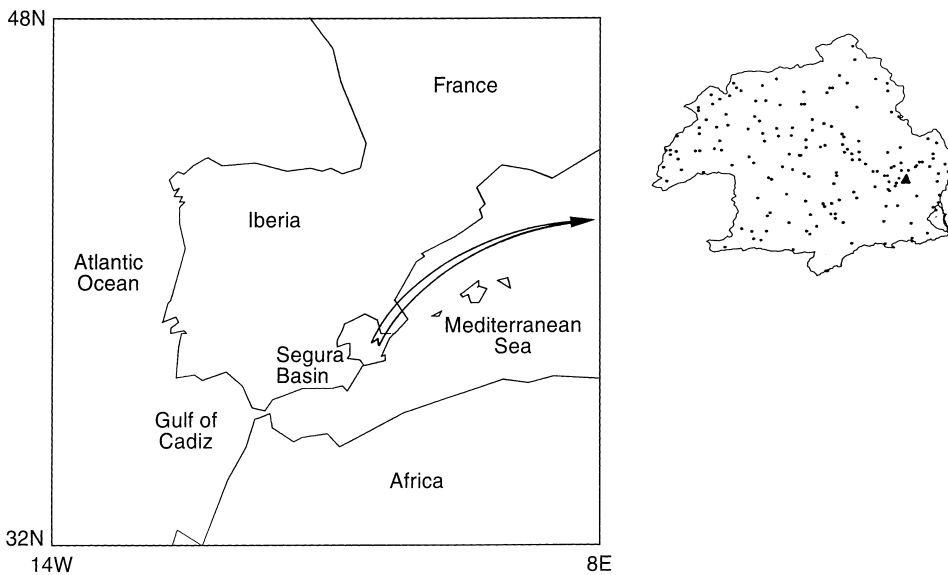 48N
France
Iberia
Atlantic
Ocean
Mediterranean
Sea
Segura
Basin
Gulf of
Cadiz
Africa
32N
14W
8E